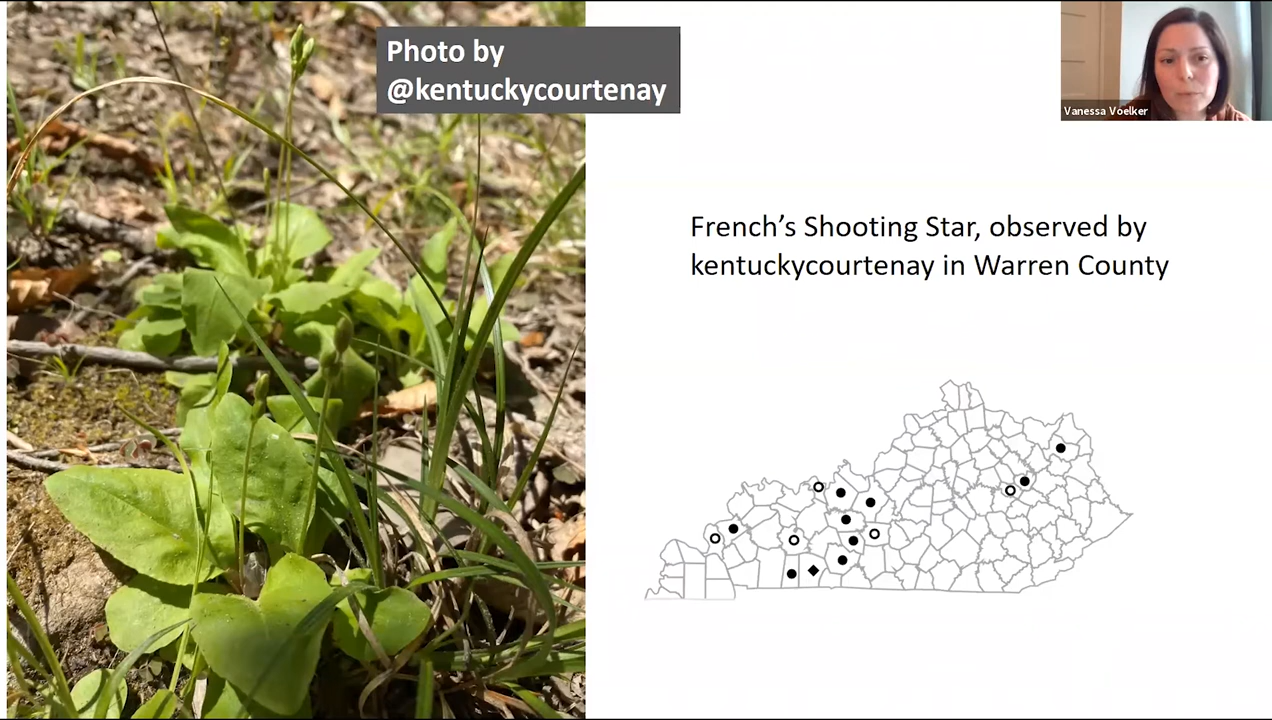 Photo by
@kentuckycourtenay
Vanessa Voelker
French’s Shooting Star, observed by
kentuckycourtenay in Warren County